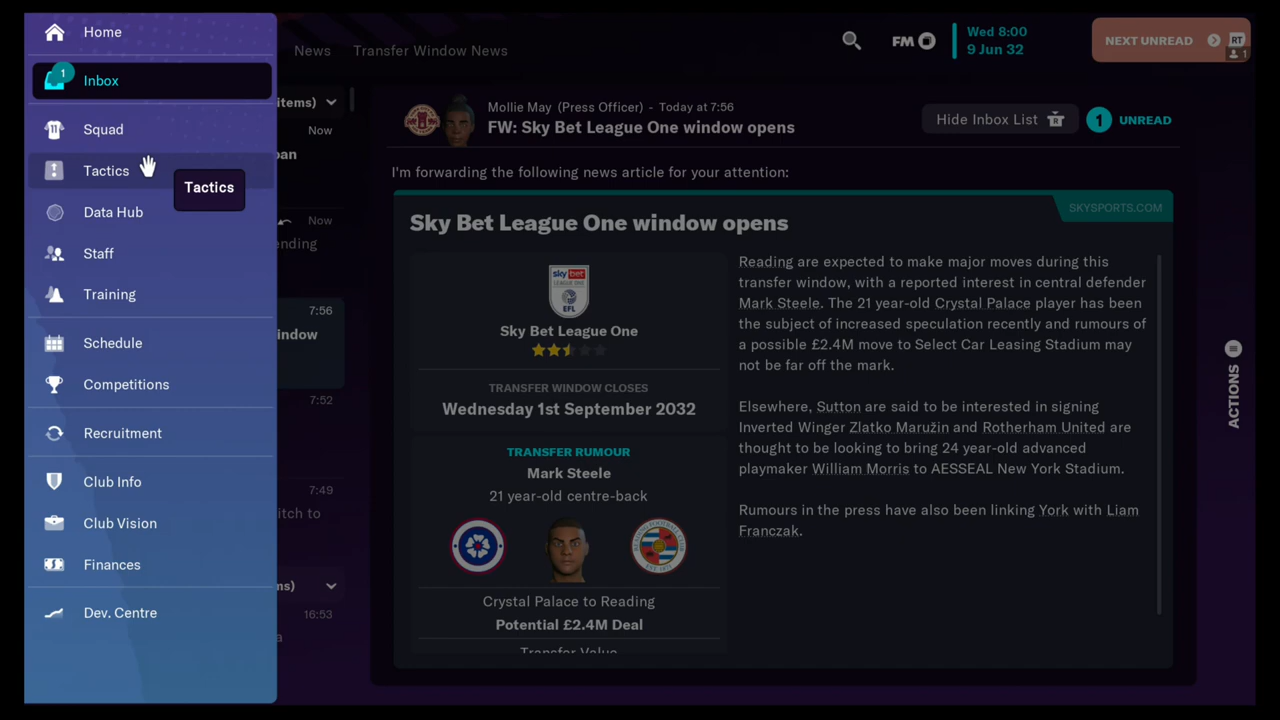 Home
1
Inbox
Squad
Tactics
Tactics
Data Hub
Staff
Training
Schedule
Competitions
Recruitment
Club Info
Club Vision
Finances
Dev. Centre
News
Transfer Window News
FM
Wed 8:00
9 Jun 32
NEXT UNREAD
RT
1
items)
Now
oan
Now
ending
7:56
indow
7:52
7:49
itch to
ns)
16:53
a
Mollie May (Press Officer) - Today at 7:56
FW: Sky Bet League One window opens
Hide Inbox List
R
1
UNREAD
I'm forwarding the following news article for your attention:
SKYSPORTS.COM
Sky Bet League One window opens
sky bet
LEAGUE ONE
EFL
Sky Bet League One
TRANSFER WINDOW CLOSES
Wednesday 1st September 2032
TRANSFER RUMOUR
Mark Steele
21 year-old centre-back
Crystal Palace to Reading
Potential £2.4M Deal
Transfer Value
Reading are expected to make major moves during this
transfer window, with a reported interest in central defender
Mark Steele. The 21 year-old Crystal Palace player has been
the subject of increased speculation recently and rumours of
a possible £2.4M move to Select Car Leasing Stadium may
not be far off the mark.
Elsewhere, Sutton are said to be interested in signing
Inverted Winger Zlatko Maružin and Rotherham United are
thought to be looking to bring 24 year-old advanced
playmaker William Morris to AESSEAL New York Stadium.
Rumours in the press have also been linking York with Liam
Franczak.
ACTIONS